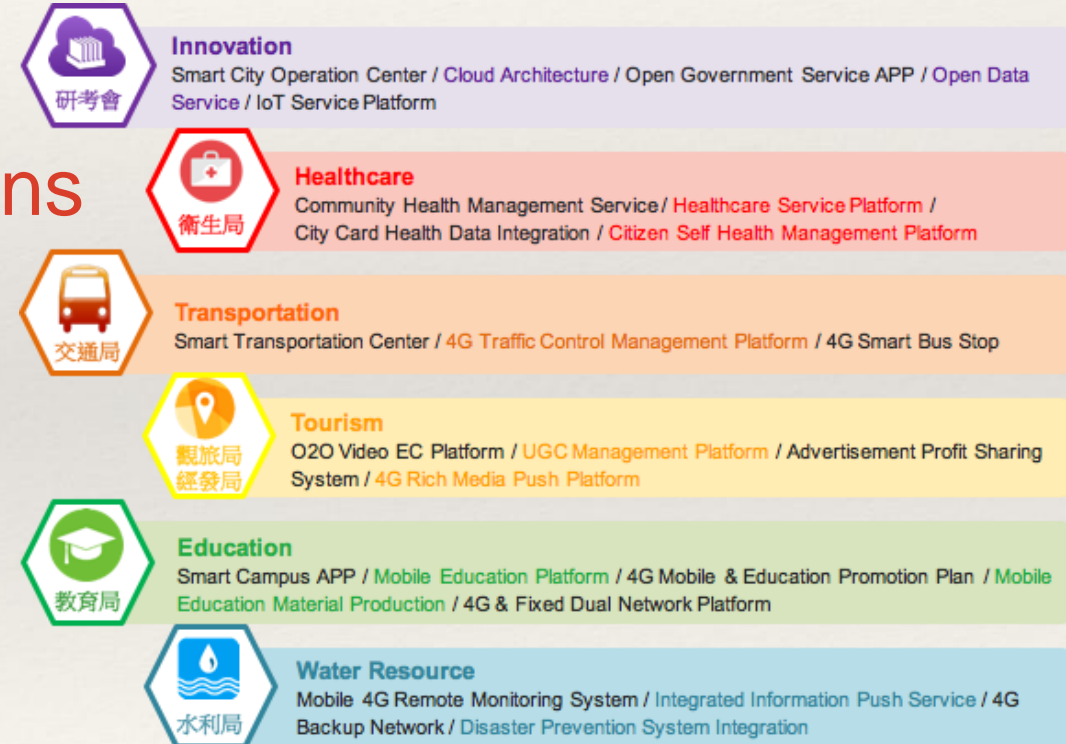 研考會
Innovation
Smart City Operation Center / Cloud Architecture / Open Government Service APP / Open Data
Service / IoT Service Platform
ns
衛生局
Healthcare
Community Health Management Service / Healthcare Service Platform /
City Card Health Data Integration / Citizen Self Health Management Platform
交通局
Transportation
Smart Transportation Center / 4G Traffic Control Management Platform / 4G Smart Bus Stop
觀旅局
經發局
Tourism
O2O Video EC Platform / UGC Management Platform / Advertisement Profit Sharing
System / 4G Rich Media Push Platform
教育局
Education
Smart Campus APP / Mobile Education Platform / 4G Mobile & Education Promotion Plan / Mobile
Education Material Production / 4G & Fixed Dual Network Platform
水利局
Water Resource
Mobile 4G Remote Monitoring System / Integrated Information Push Service / 4G
Backup Network / Disaster Prevention System Integration